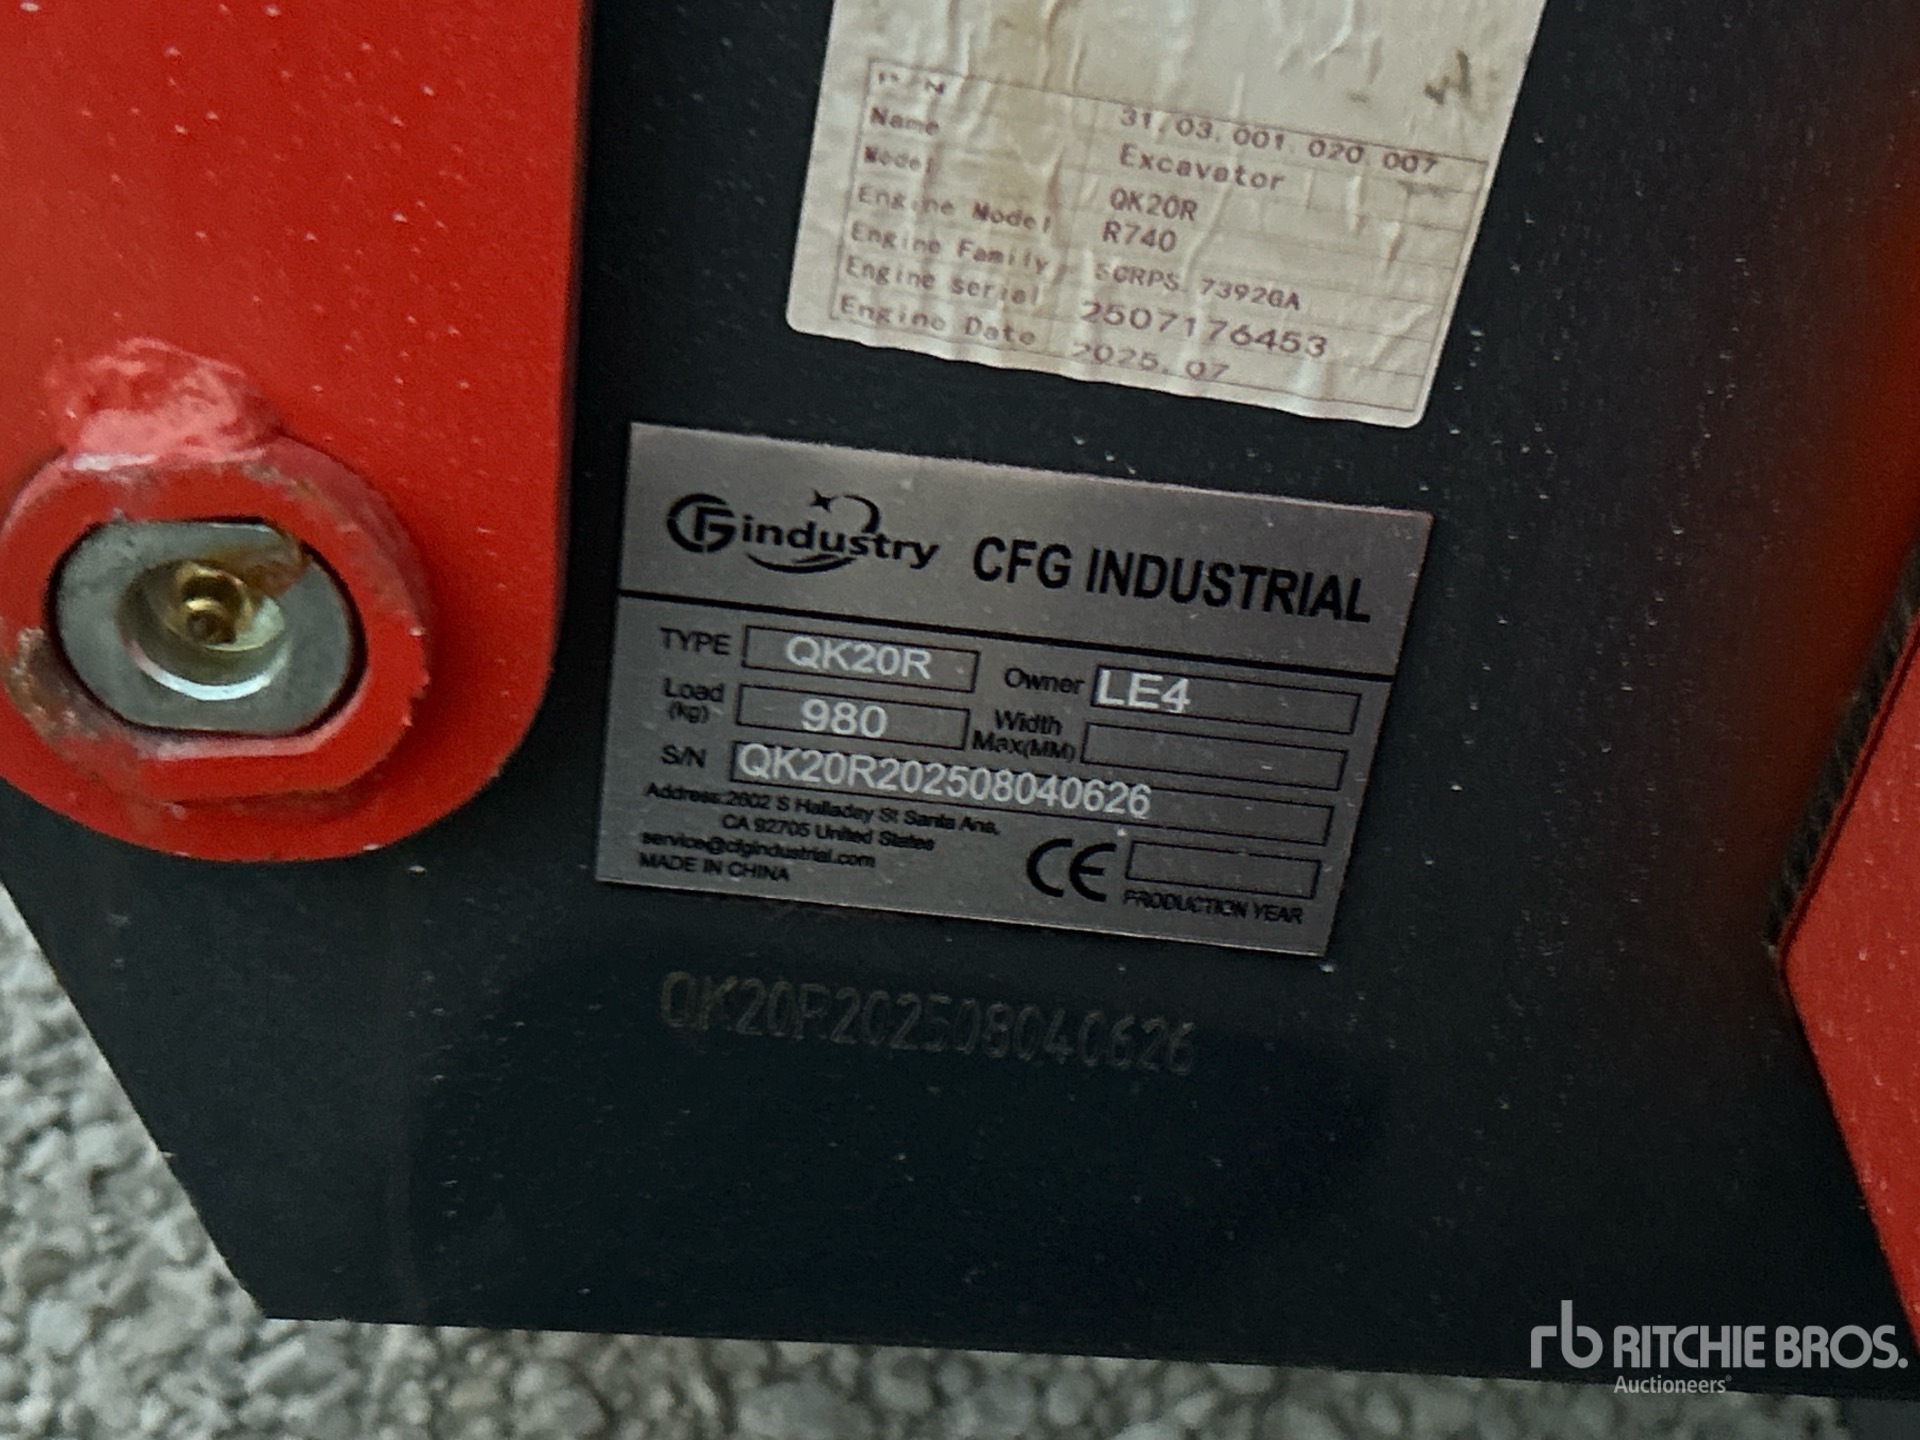 P/N 31.03.001.020.007
Name Excavator
Model QK20R
Engine Model R740
Engine Family SCRPS.7392GA
Engine serial 2507176453
Engine Date 2025.07
CFG industry CFG INDUSTRIAL
TYPE QK20R Owner LE4
Load (kg) 980 Width Max(MM)
S/N QK20R202508040626
Address:2602 S Halladay St Santa Ana,
CA 92705 United States
service@cfgindustrial.com
MADE IN CHINA
CE PRODUCTION YEAR
QK20R202508040626
rb RITCHIE BROS.
Auctioneers